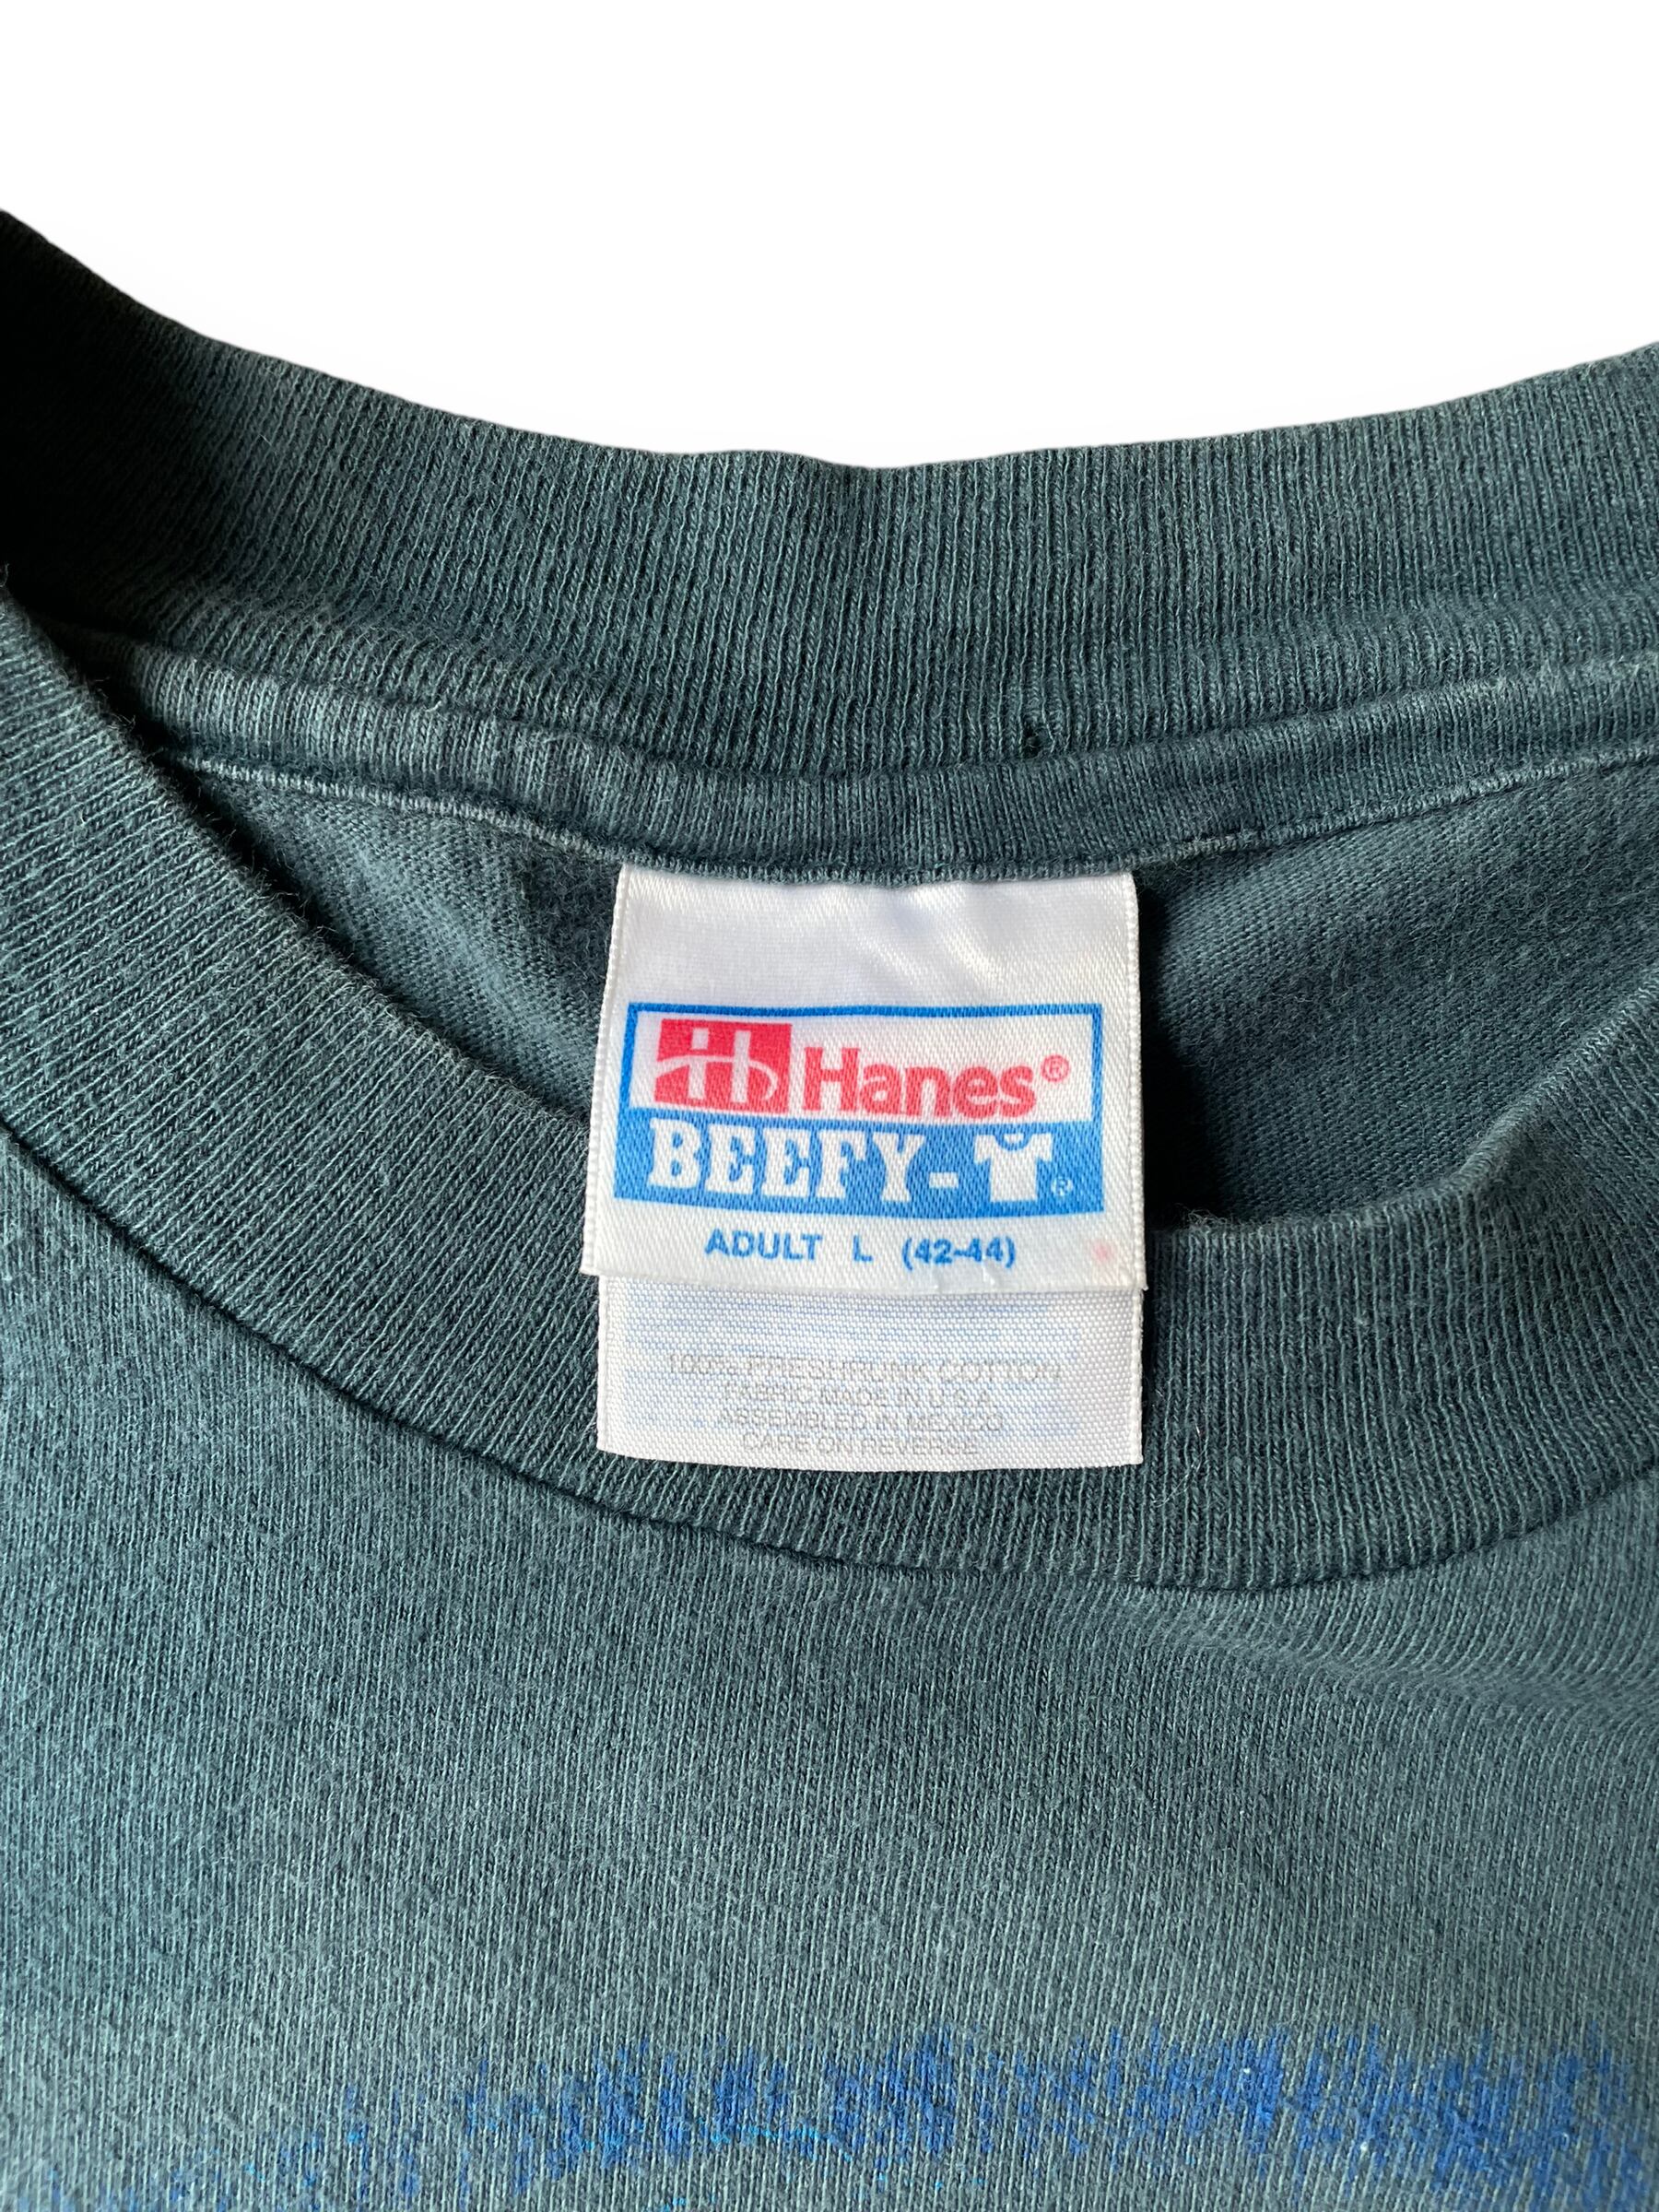 H Hanes®
BEEFY-T®
ADULT L (42-44)
100% PRESHRUNK COTTON
FABRIC MADE IN U.S.A.
ASSEMBLED IN MEXICO
CARE ON REVERSE